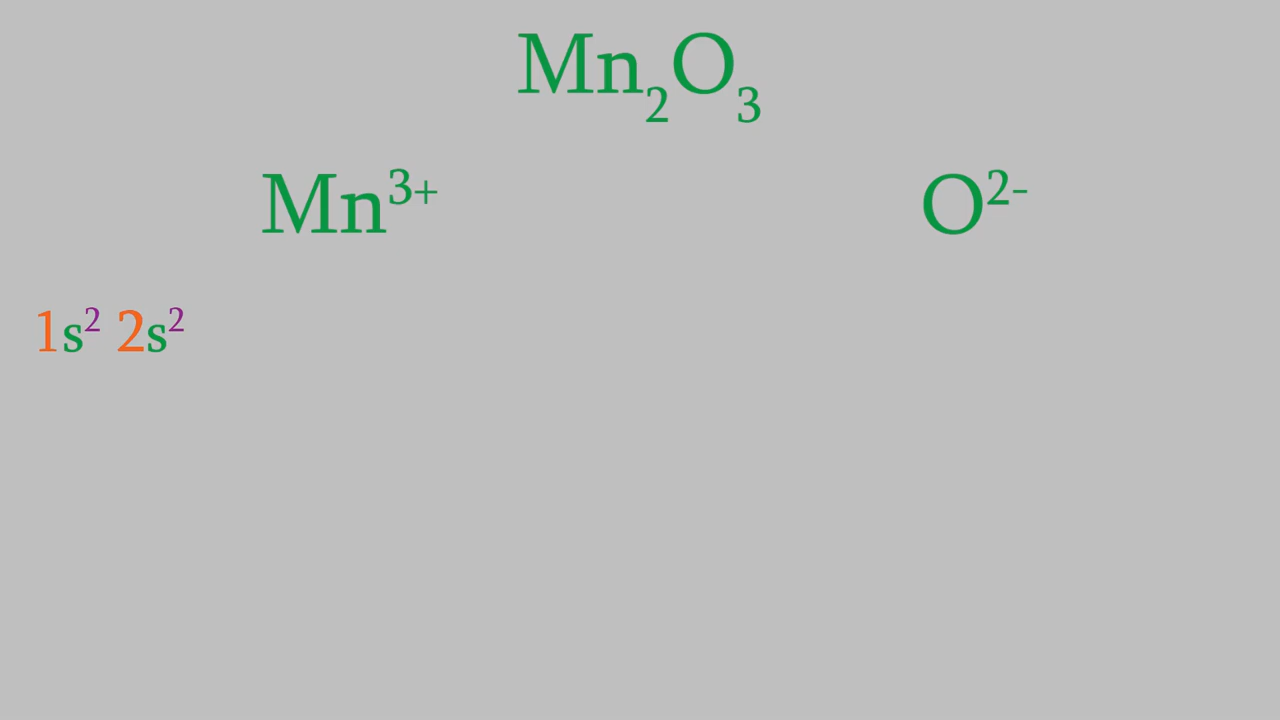 Mn₂O₃
Mn³⁺ O²⁻
1s² 2s²